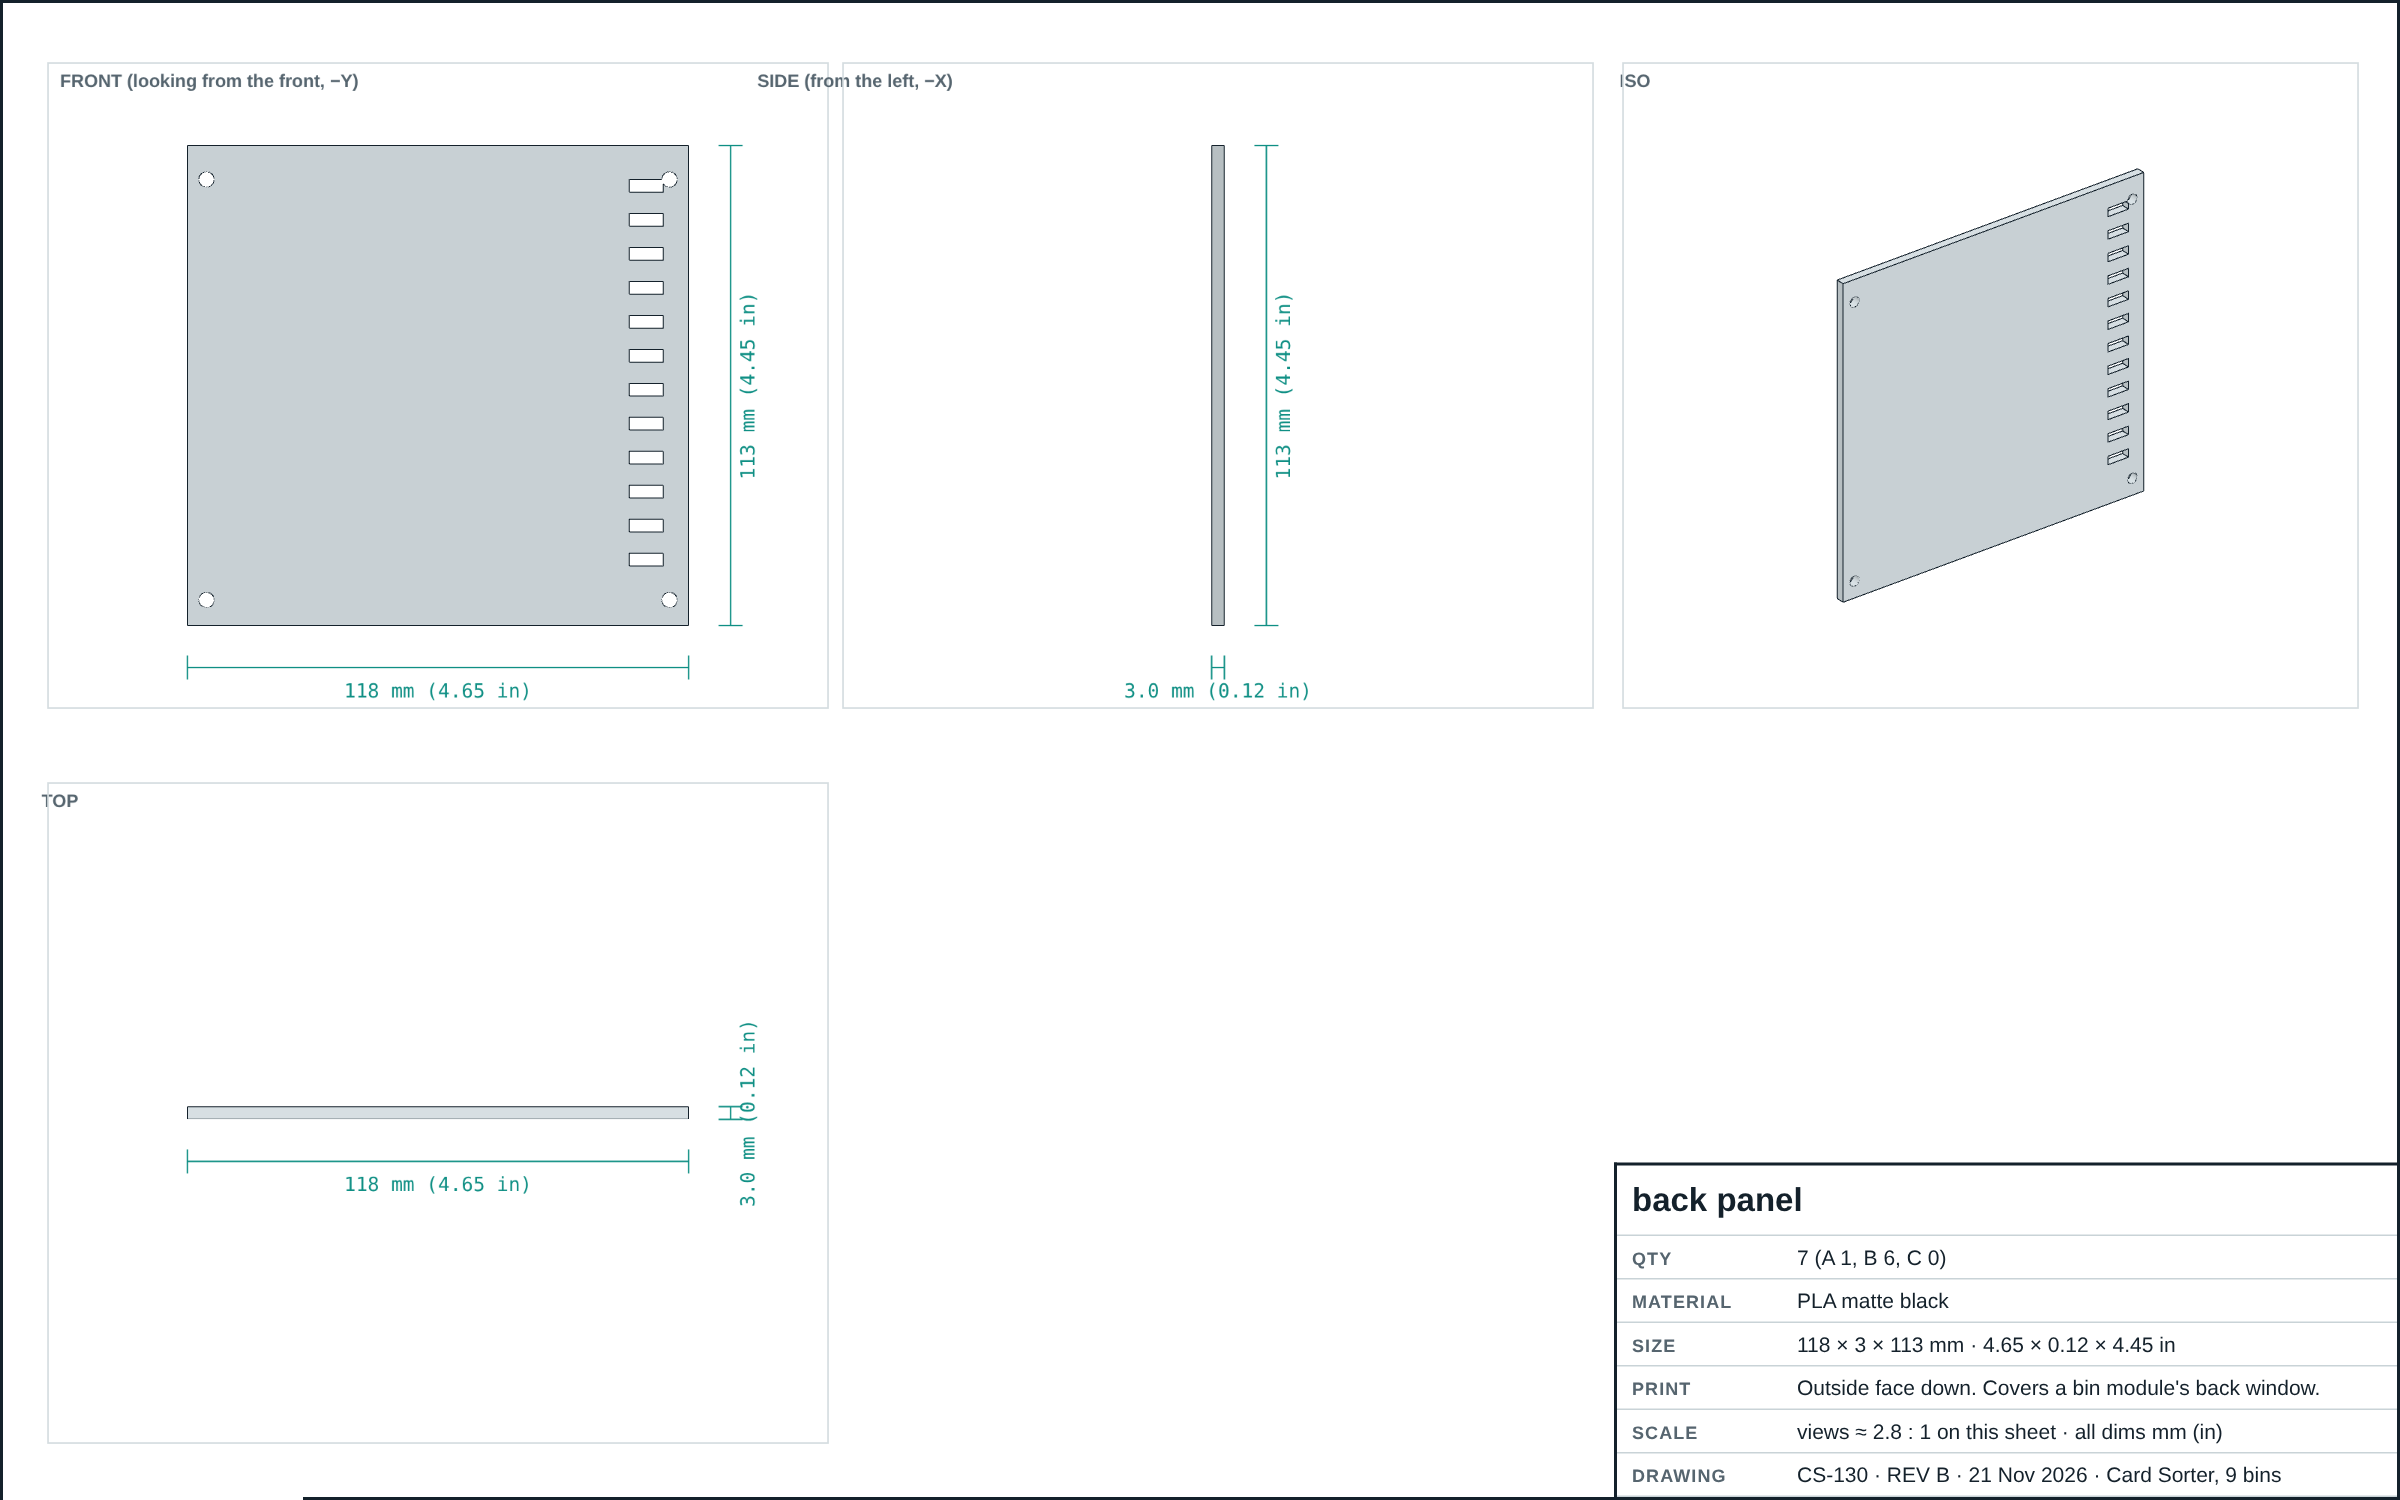 FRONT (looking from the front, −Y)
SIDE (from the left, −X)
ISO
113 mm (4.45 in)
113 mm (4.45 in)
118 mm (4.65 in)
3.0 mm (0.12 in)
TOP
3.0 mm (0.12 in)
118 mm (4.65 in)
back panel
QTY 7 (A 1, B 6, C 0)
MATERIAL PLA matte black
SIZE 118 × 3 × 113 mm · 4.65 × 0.12 × 4.45 in
PRINT Outside face down. Covers a bin module's back window.
SCALE views ≈ 2.8 : 1 on this sheet · all dims mm (in)
DRAWING CS-130 · REV B · 21 Nov 2026 · Card Sorter, 9 bins